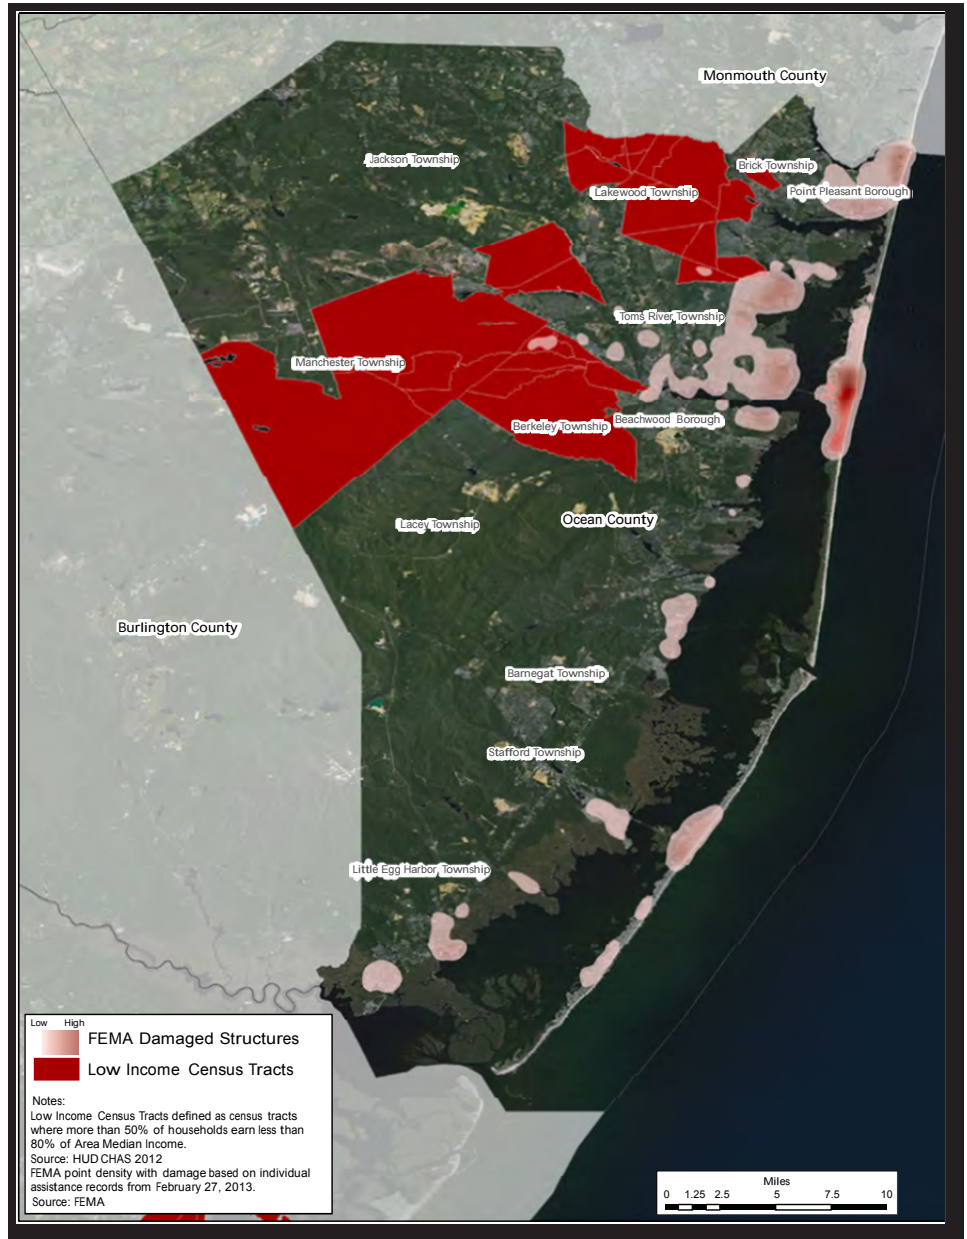 Monmouth County
Jackson Township
Brick Township
Lakewood Township
Point Pleasant Borough
Toms River Township
Manchester Township
Beachwood Borough
Berkeley Township
Ocean County
Lacey Township
Burlington County
Barnegat Township
Stafford Township
Little Egg Harbor Township
Low High
FEMA Damaged Structures
Low Income Census Tracts
Notes:
Low Income Census Tracts defined as census tracts
where more than 50% of households earn less than
80% of Area Median Income.
Source: HUD CHAS 2012
FEMA point density with damage based on individual
assistance records from February 27, 2013.
Source: FEMA
Miles
0 1.25 2.5 5 7.5 10